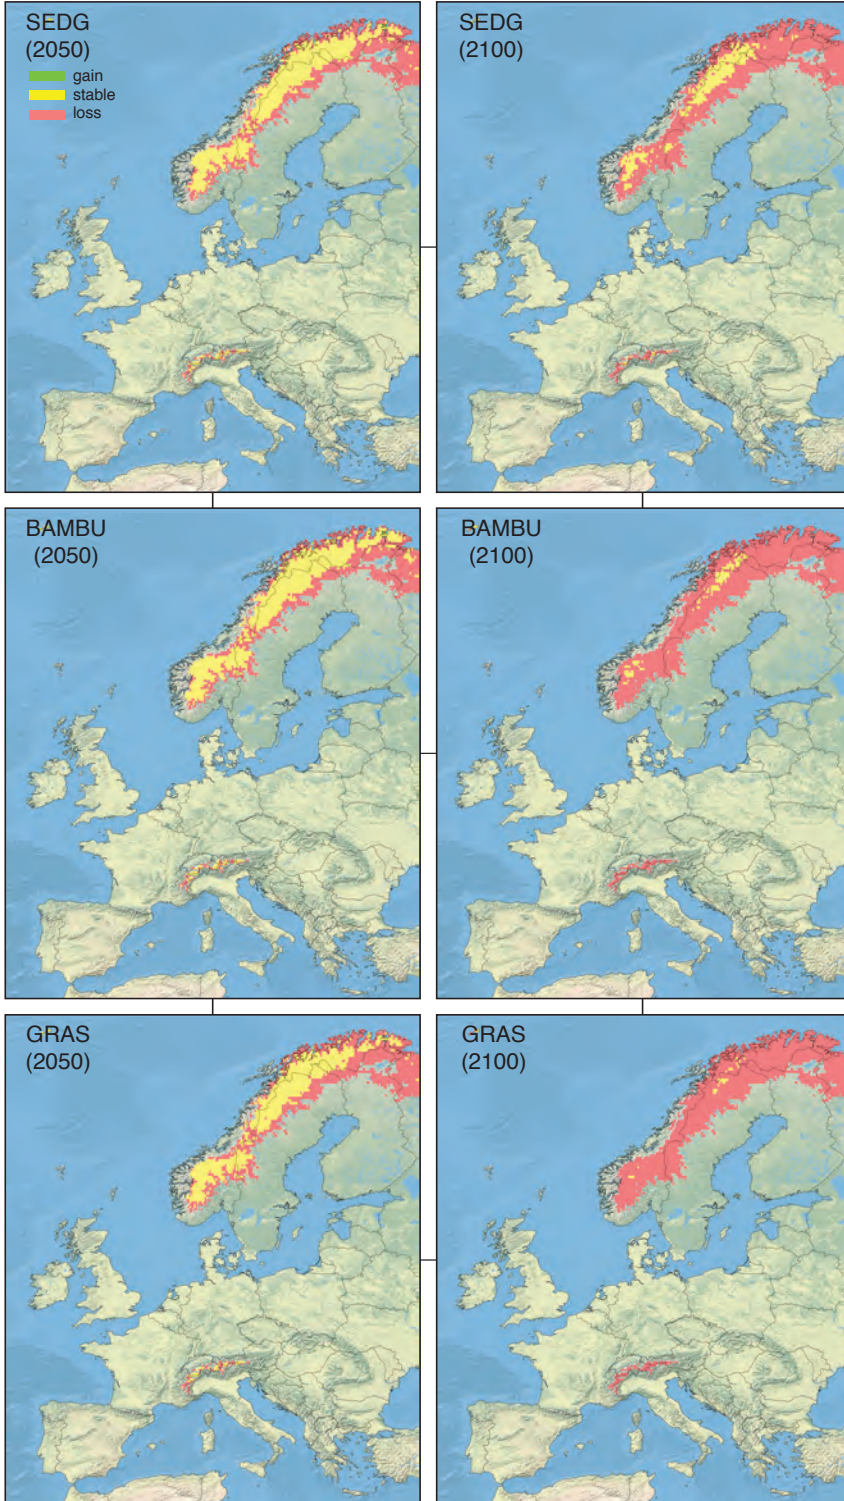 SEDG
(2050)
gain
stable
loss
SEDG
(2100)
BAMBU
(2050)
BAMBU
(2100)
GRAS
(2050)
GRAS
(2100)